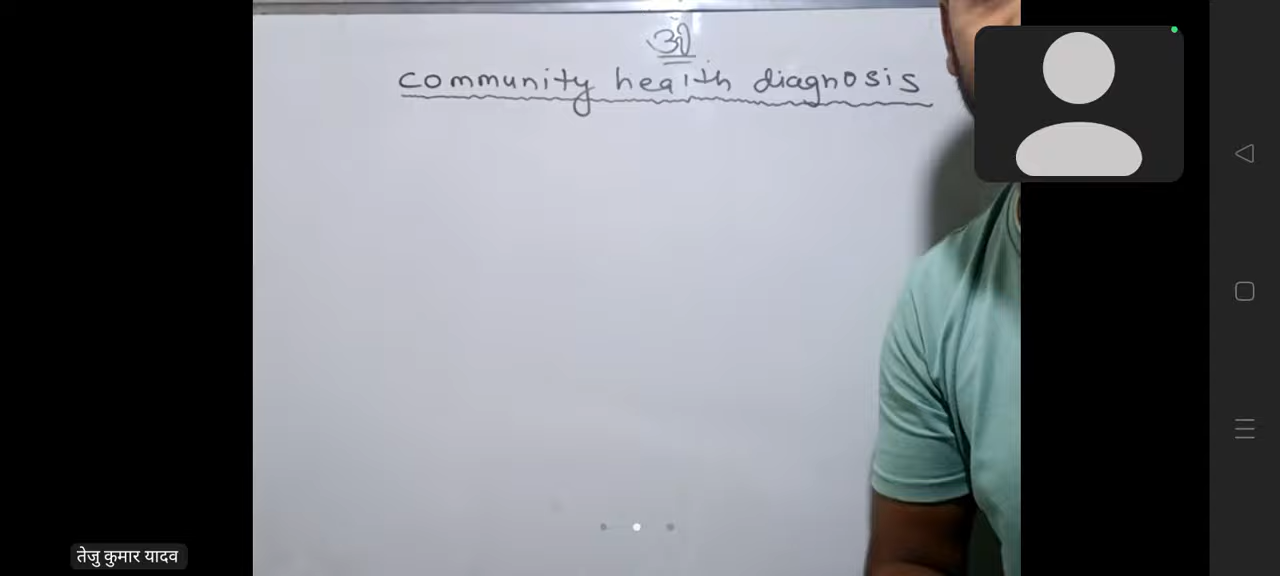 ओं
community health diagnosis
तेजु कुमार यादव